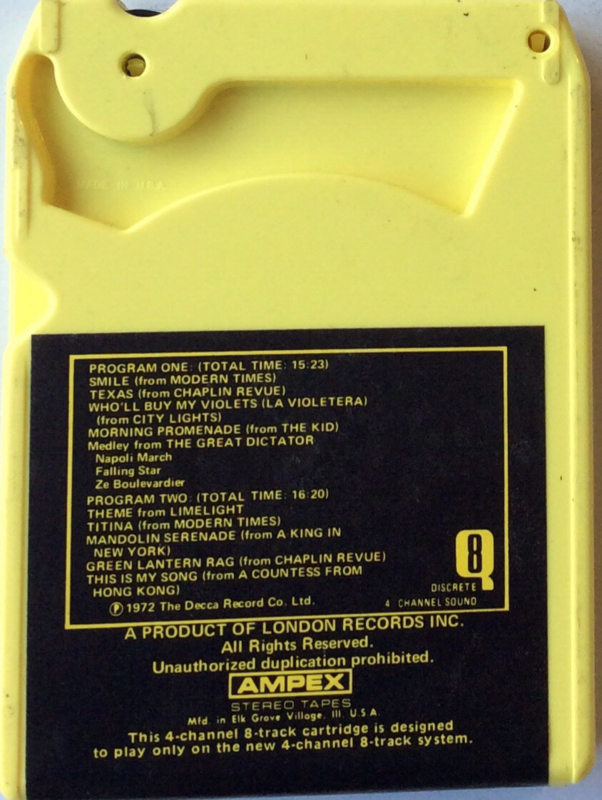 MADE IN U.S.A.
PROGRAM ONE: (TOTAL TIME: 15:23)
SMILE (from MODERN TIMES)
TEXAS (from CHAPLIN REVUE)
WHO'LL BUY MY VIOLETS (LA VIOLETERA)
(from CITY LIGHTS)
MORNING PROMENADE (from THE KID)
Medley from THE GREAT DICTATOR
Napoli March
Falling Star
Ze Boulevardier
PROGRAM TWO: (TOTAL TIME: 16:20)
THEME from LIMELIGHT
TITINA (from MODERN TIMES)
MANDOLIN SERENADE (from A KING IN
NEW YORK)
GREEN LANTERN RAG (from CHAPLIN REVUE)
THIS IS MY SONG (from A COUNTESS FROM
HONG KONG)
Ⓟ 1972 The Decca Record Co. Ltd.
Q8
DISCRETE
4 CHANNEL SOUND
A PRODUCT OF LONDON RECORDS INC.
All Rights Reserved.
Unauthorized duplication prohibited.
AMPEX
STEREO TAPES
Mfd. in Elk Grove Village, Ill. U.S.A.
This 4-channel 8-track cartridge is designed
to play only on the new 4-channel 8-track system.